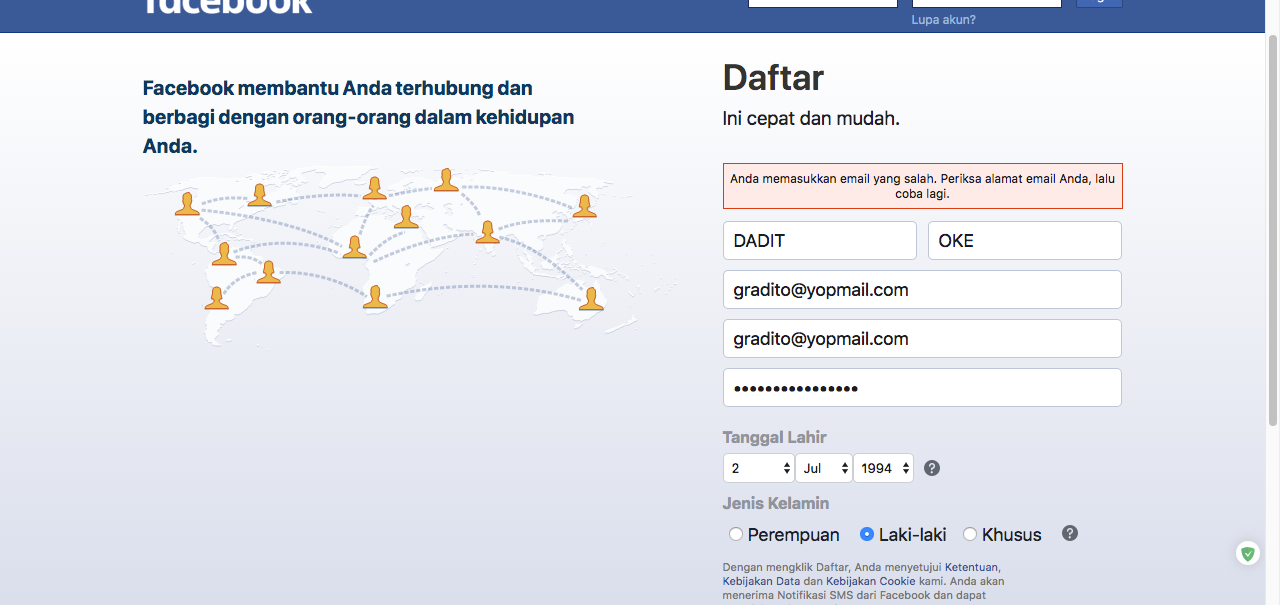 facebook
Lupa akun?
Facebook membantu Anda terhubung dan
berbagi dengan orang-orang dalam kehidupan
Anda.
Daftar
Ini cepat dan mudah.
Anda memasukkan email yang salah. Periksa alamat email Anda, lalu
coba lagi.
DADIT
OKE
gradito@yopmail.com
gradito@yopmail.com
••••••••••••••••
Tanggal Lahir
2
Jul
1994
?
Jenis Kelamin
Perempuan
Laki-laki
Khusus
?
Dengan mengklik Daftar, Anda menyetujui Ketentuan,
Kebijakan Data dan Kebijakan Cookie kami. Anda akan
menerima Notifikasi SMS dari Facebook dan dapat